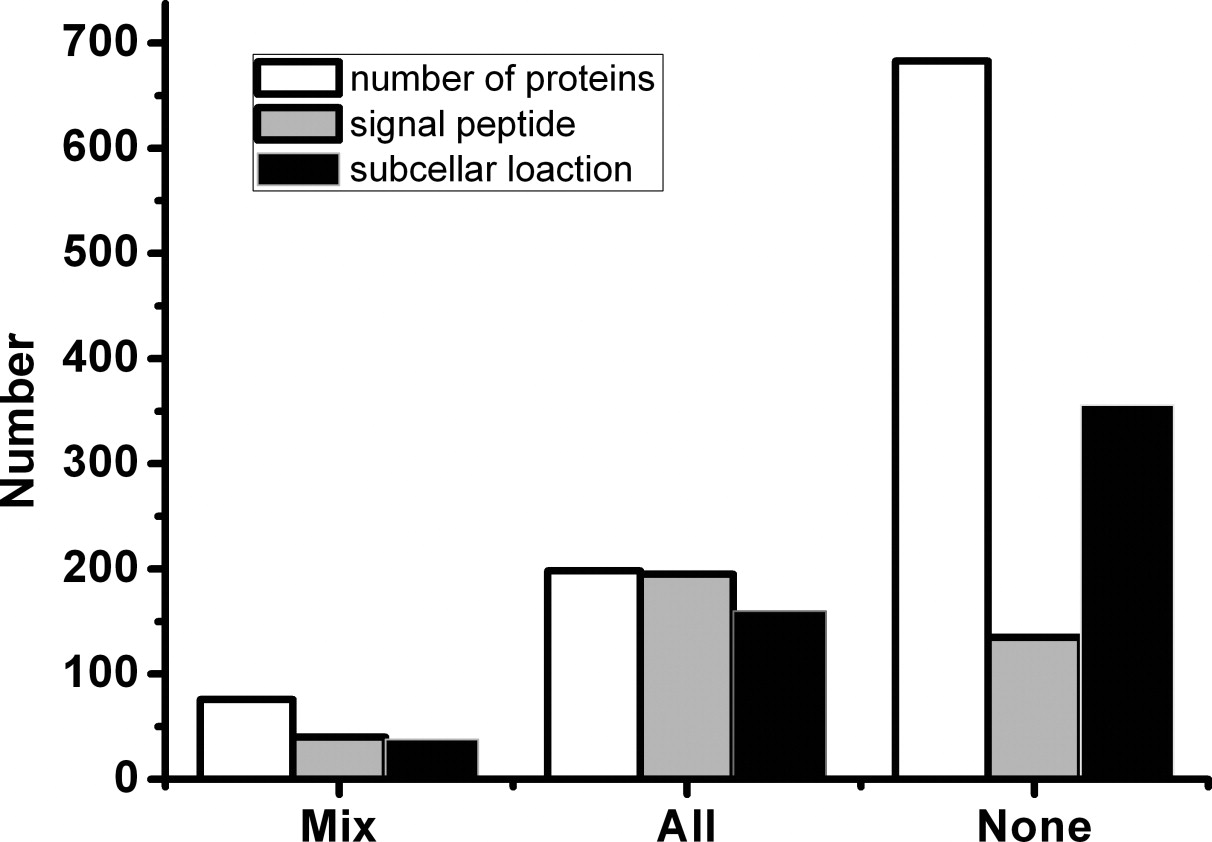 700
600
500
400
300
200
100
0
Number
number of proteins
signal peptide
subcellar loaction
Mix All None